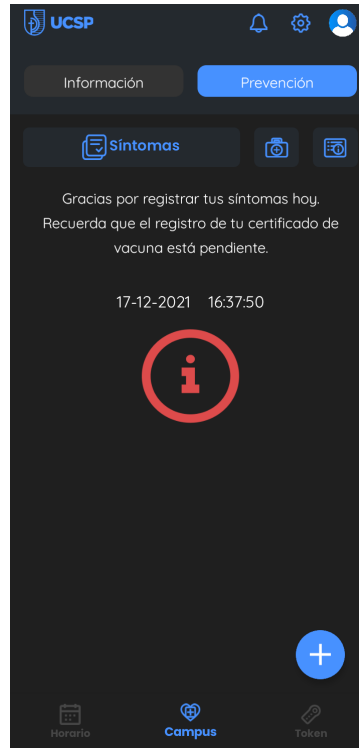 UCSP
Información Prevención
Síntomas
Gracias por registrar tus síntomas hoy.
Recuerda que el registro de tu certificado de
vacuna está pendiente.
17-12-2021 16:37:50
Horario Campus Token